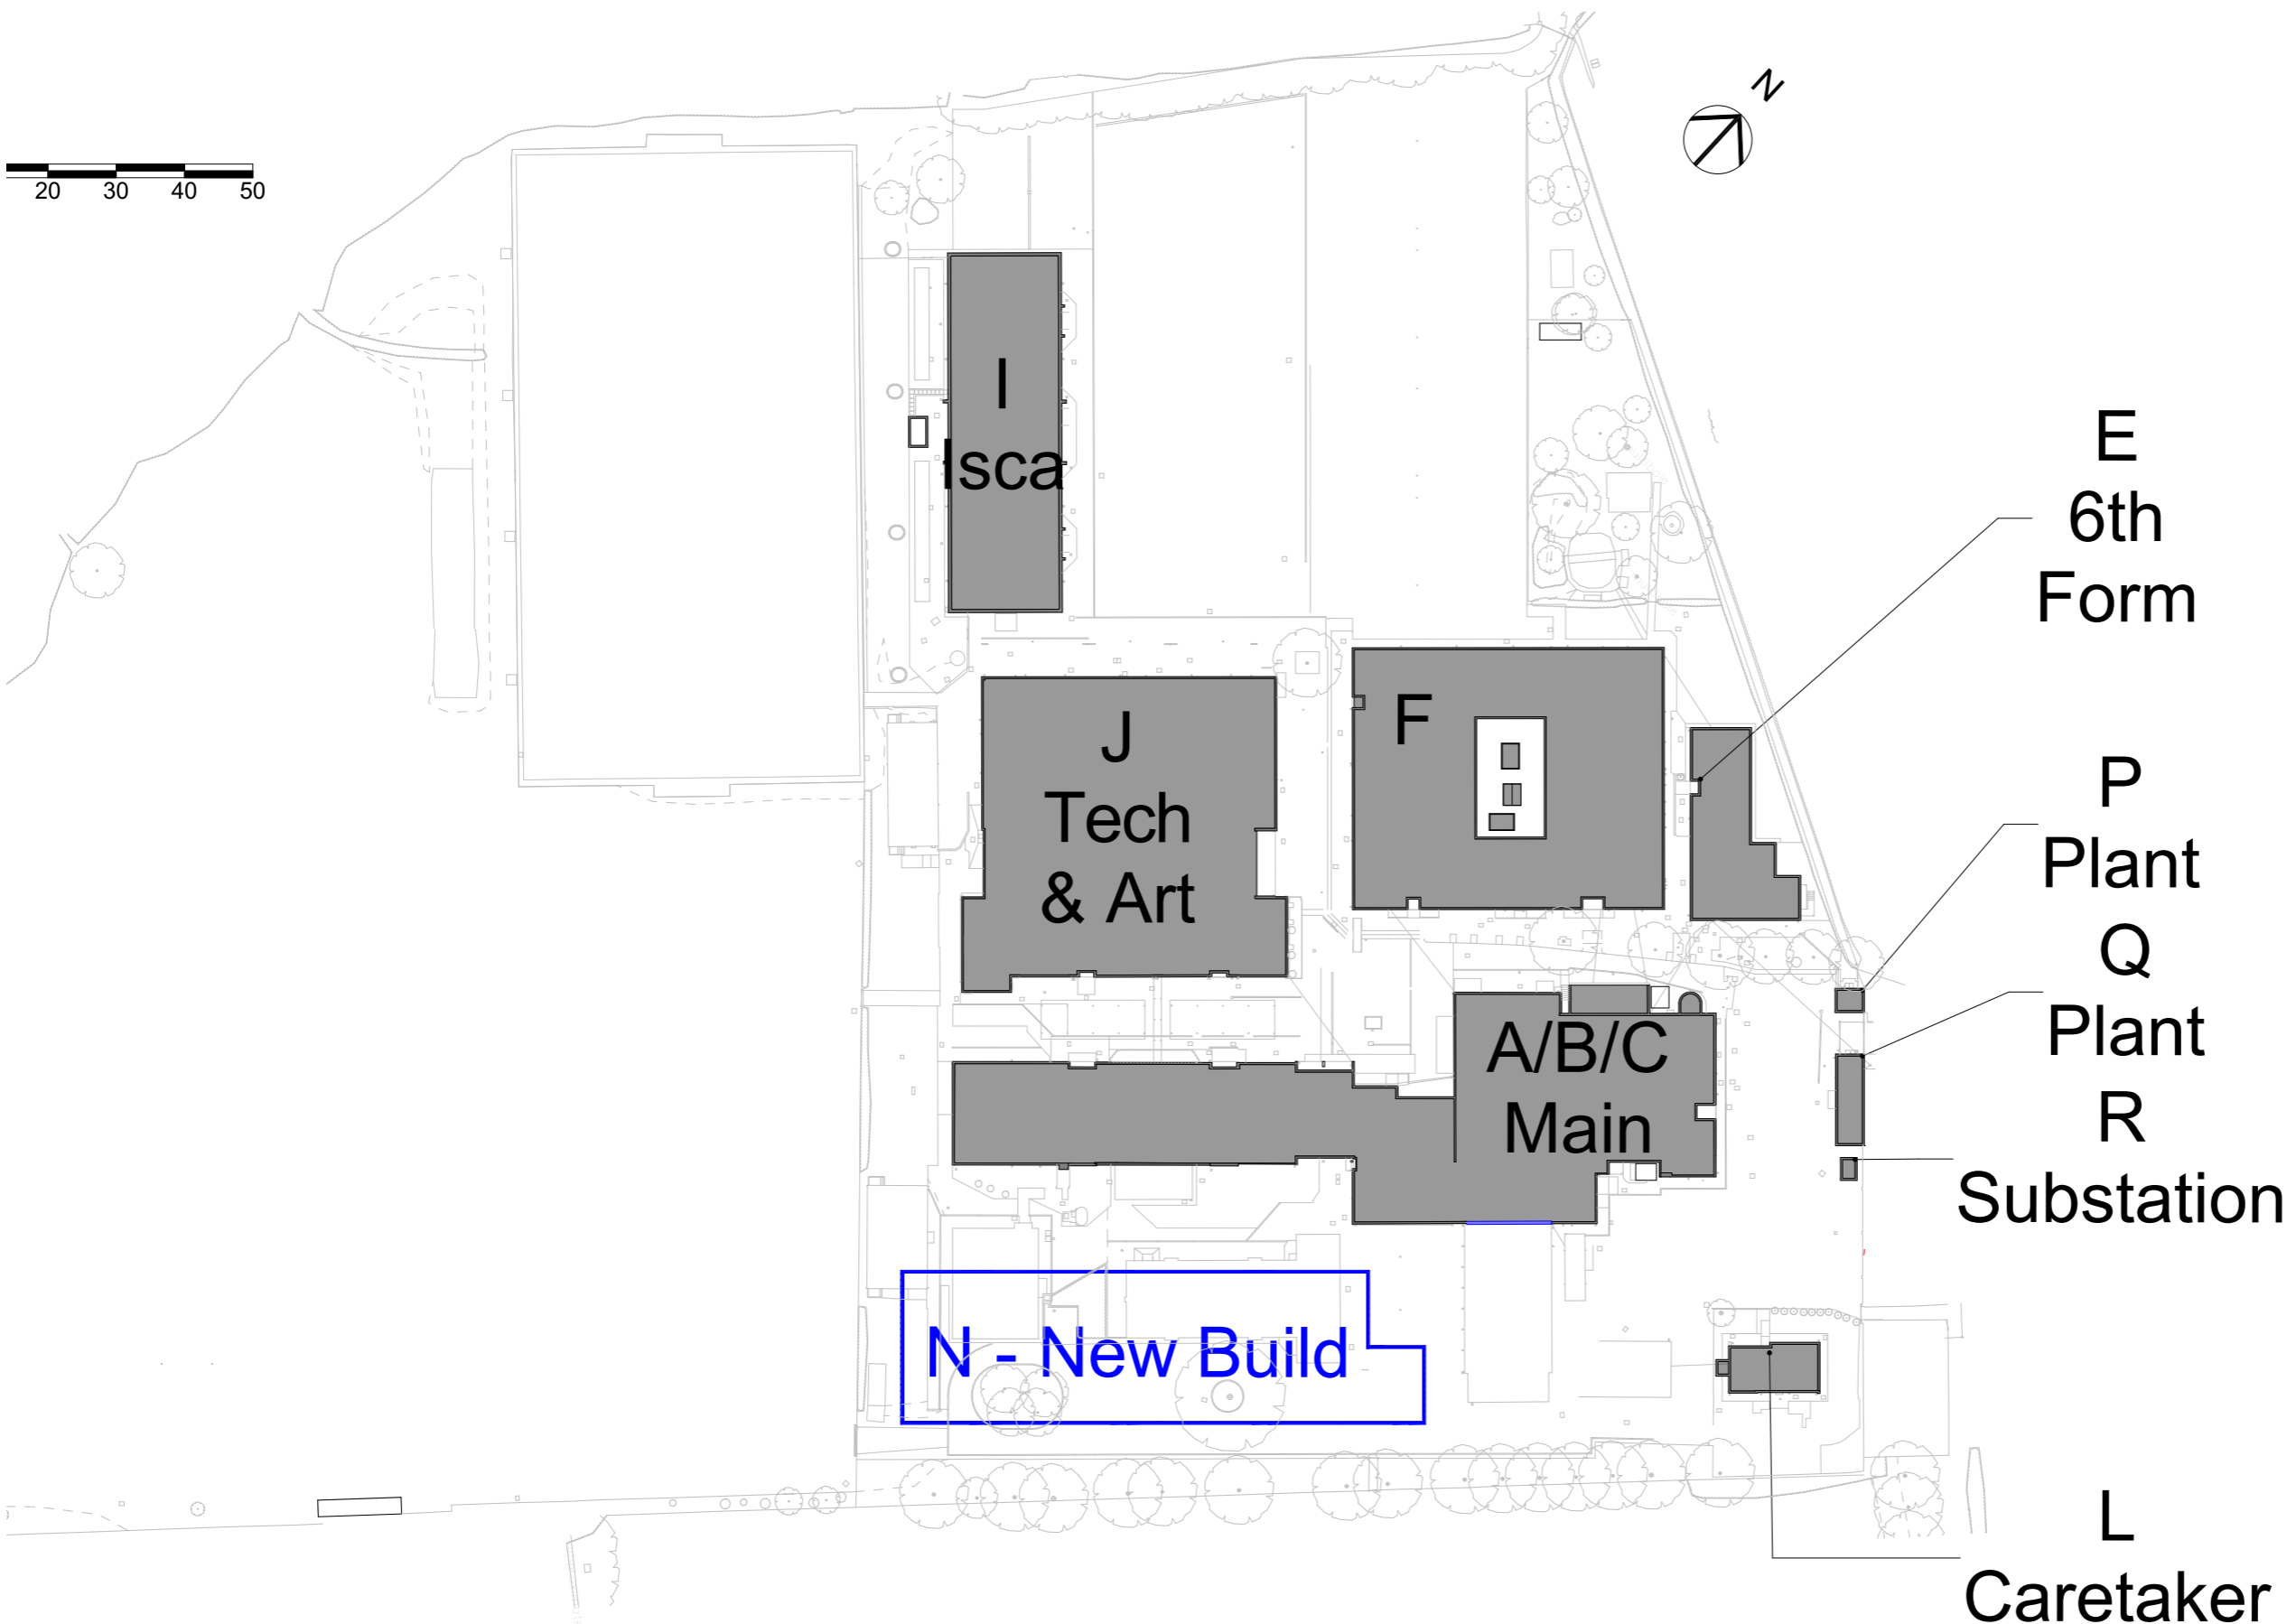 N
20 30 40 50
I
Isca
E
6th
Form
J
Tech
& Art
F
P
Plant
Q
Plant
A/B/C
Main
R
Substation
N - New Build
L
Caretaker